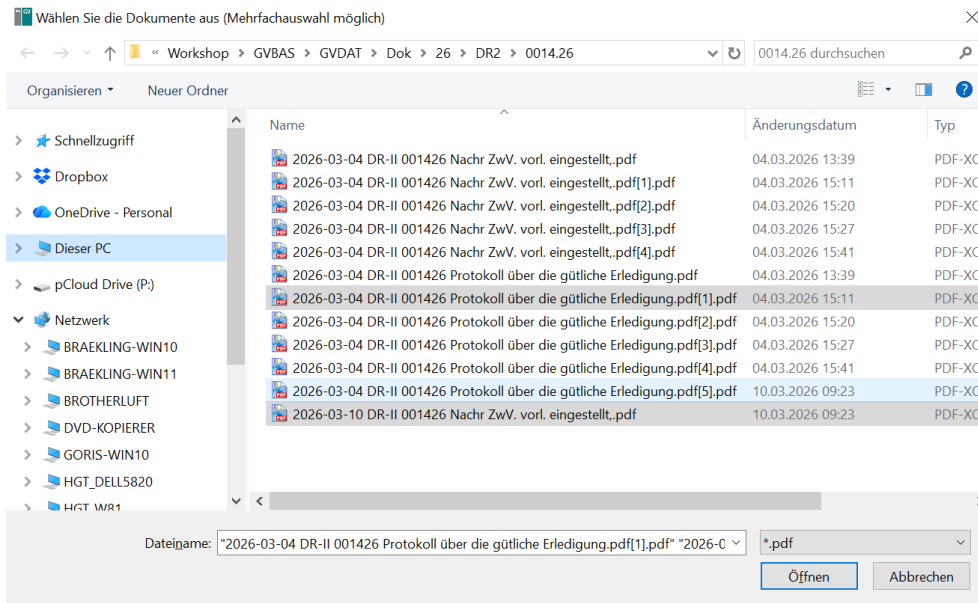 Wählen Sie die Dokumente aus (Mehrfachauswahl möglich)
« Workshop > GVBAS > GVDAT > Dok > 26 > DR2 > 0014.26
0014.26 durchsuchen
Organisieren
Neuer Ordner
Schnellzugriff
Dropbox
OneDrive - Personal
Dieser PC
pCloud Drive (P:)
Netzwerk
BRAEKLING-WIN10
BRAEKLING-WIN11
BROTHERLUFT
DVD-KOPIERER
GORIS-WIN10
HGT_DELL5820
HGT_W81
Name Änderungsdatum Typ
2026-03-04 DR-II 001426 Nachr ZwV. vorl. eingestellt,.pdf 04.03.2026 13:39 PDF-XC
2026-03-04 DR-II 001426 Nachr ZwV. vorl. eingestellt,.pdf[1].pdf 04.03.2026 15:11 PDF-XC
2026-03-04 DR-II 001426 Nachr ZwV. vorl. eingestellt,.pdf[2].pdf 04.03.2026 15:20 PDF-XC
2026-03-04 DR-II 001426 Nachr ZwV. vorl. eingestellt,.pdf[3].pdf 04.03.2026 15:27 PDF-XC
2026-03-04 DR-II 001426 Nachr ZwV. vorl. eingestellt,.pdf[4].pdf 04.03.2026 15:41 PDF-XC
2026-03-04 DR-II 001426 Protokoll über die gütliche Erledigung.pdf 04.03.2026 13:39 PDF-XC
2026-03-04 DR-II 001426 Protokoll über die gütliche Erledigung.pdf[1].pdf 04.03.2026 15:11 PDF-XC
2026-03-04 DR-II 001426 Protokoll über die gütliche Erledigung.pdf[2].pdf 04.03.2026 15:20 PDF-XC
2026-03-04 DR-II 001426 Protokoll über die gütliche Erledigung.pdf[3].pdf 04.03.2026 15:27 PDF-XC
2026-03-04 DR-II 001426 Protokoll über die gütliche Erledigung.pdf[4].pdf 04.03.2026 15:41 PDF-XC
2026-03-04 DR-II 001426 Protokoll über die gütliche Erledigung.pdf[5].pdf 10.03.2026 09:23 PDF-XC
2026-03-10 DR-II 001426 Nachr ZwV. vorl. eingestellt,.pdf 10.03.2026 09:23 PDF-XC
Dateiname: "2026-03-04 DR-II 001426 Protokoll über die gütliche Erledigung.pdf[1].pdf" "2026-0
*.pdf
Öffnen
Abbrechen